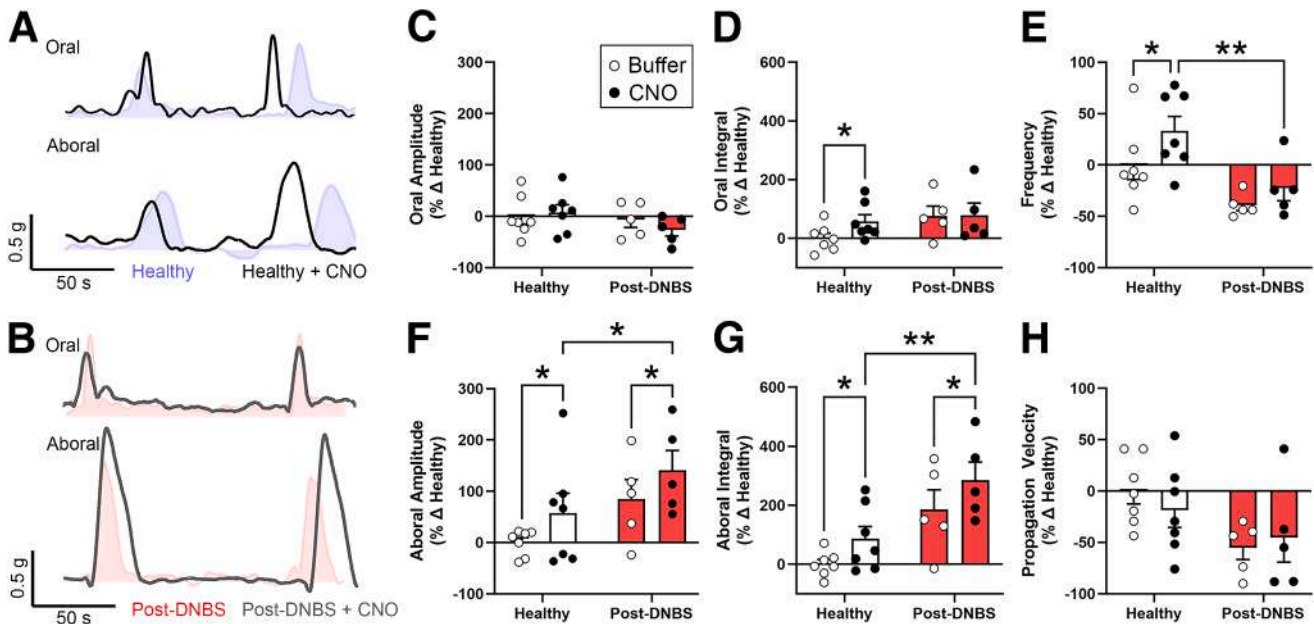 A
Oral
Aboral
0.5 g
50 s
Healthy
Healthy + CNO
B
Oral
Aboral
0.5 g
50 s
Post-DNBS
Post-DNBS + CNO
C
Oral Amplitude
(% Δ Healthy)
300
200
100
0
-100
Buffer
CNO
Healthy
Post-DNBS
D
Oral Integral
(% Δ Healthy)
600
400
200
0
-100
*
Healthy
Post-DNBS
E
Frequency
(% Δ Healthy)
100
50
0
-50
-100
*
**
Healthy
Post-DNBS
F
Aboral Amplitude
(% Δ Healthy)
300
200
100
0
-100
*
*
*
Healthy
Post-DNBS
G
Aboral Integral
(% Δ Healthy)
600
400
200
0
-100
*
**
*
Healthy
Post-DNBS
H
Propagation Velocity
(% Δ Healthy)
100
50
0
-50
-100
Healthy
Post-DNBS